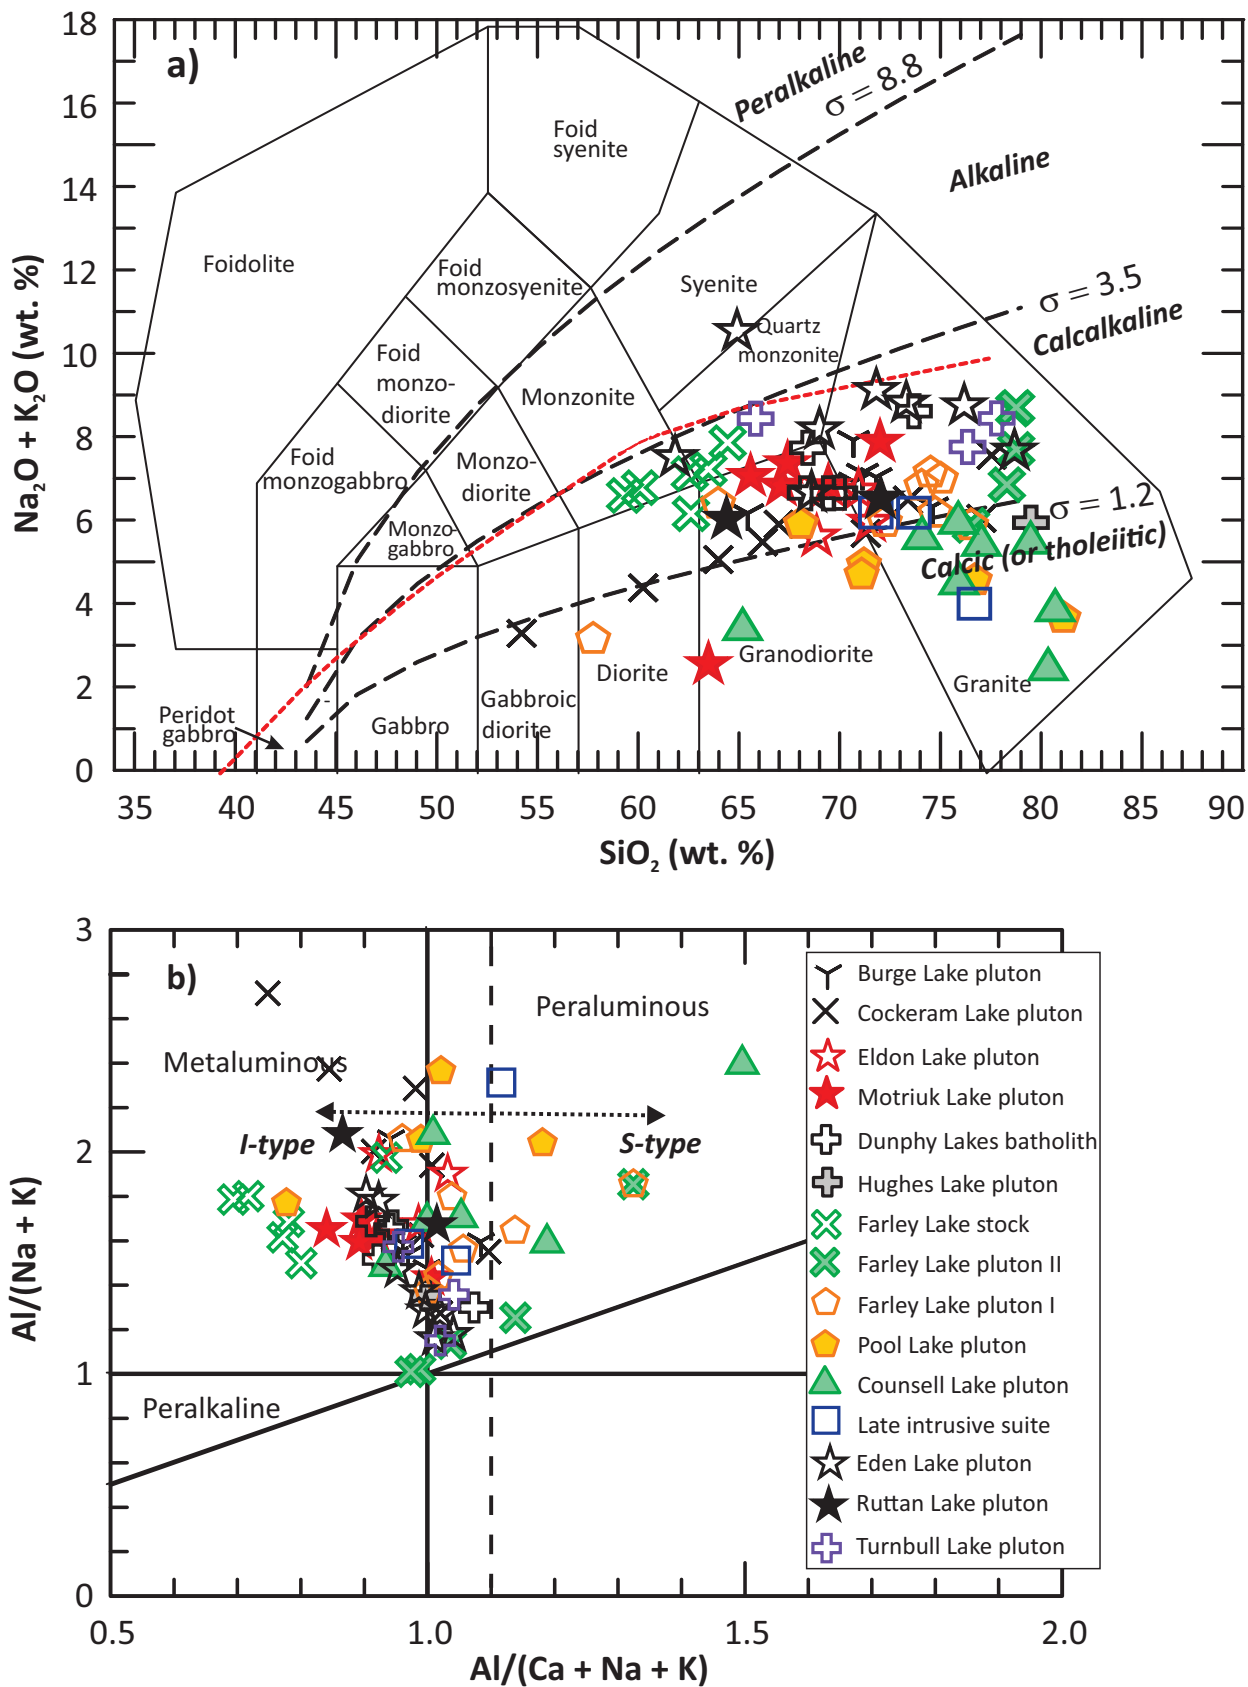 a)
18
16
14
12
10
8
6
4
2
0
Na₂O + K₂O (wt. %)
Peralkaline
σ = 8.8
Alkaline
σ = 3.5
Calcalkaline
σ = 1.2
Calcic (or tholeiitic)
Foid
syenite
Foidolite
Foid
monzosyenite
Syenite
Quartz
monzonite
Foid
monzo-
diorite
Monzonite
Foid
monzogabbro
Monzo-
diorite
Monzo-
gabbro
Peridot
gabbro
Gabbro
Gabbroic
diorite
Diorite
Granodiorite
Granite
35 40 45 50 55 60 65 70 75 80 85 90
SiO₂ (wt. %)
b)
3
2
1
0
Al/(Na + K)
Metaluminous
Peraluminous
I-type
S-type
Peralkaline
0.5 1.0 1.5 2.0
Al/(Ca + Na + K)
Burge Lake pluton
Cockeram Lake pluton
Eldon Lake pluton
Motriuk Lake pluton
Dunphy Lakes batholith
Hughes Lake pluton
Farley Lake stock
Farley Lake pluton II
Farley Lake pluton I
Pool Lake pluton
Counsell Lake pluton
Late intrusive suite
Eden Lake pluton
Ruttan Lake pluton
Turnbull Lake pluton